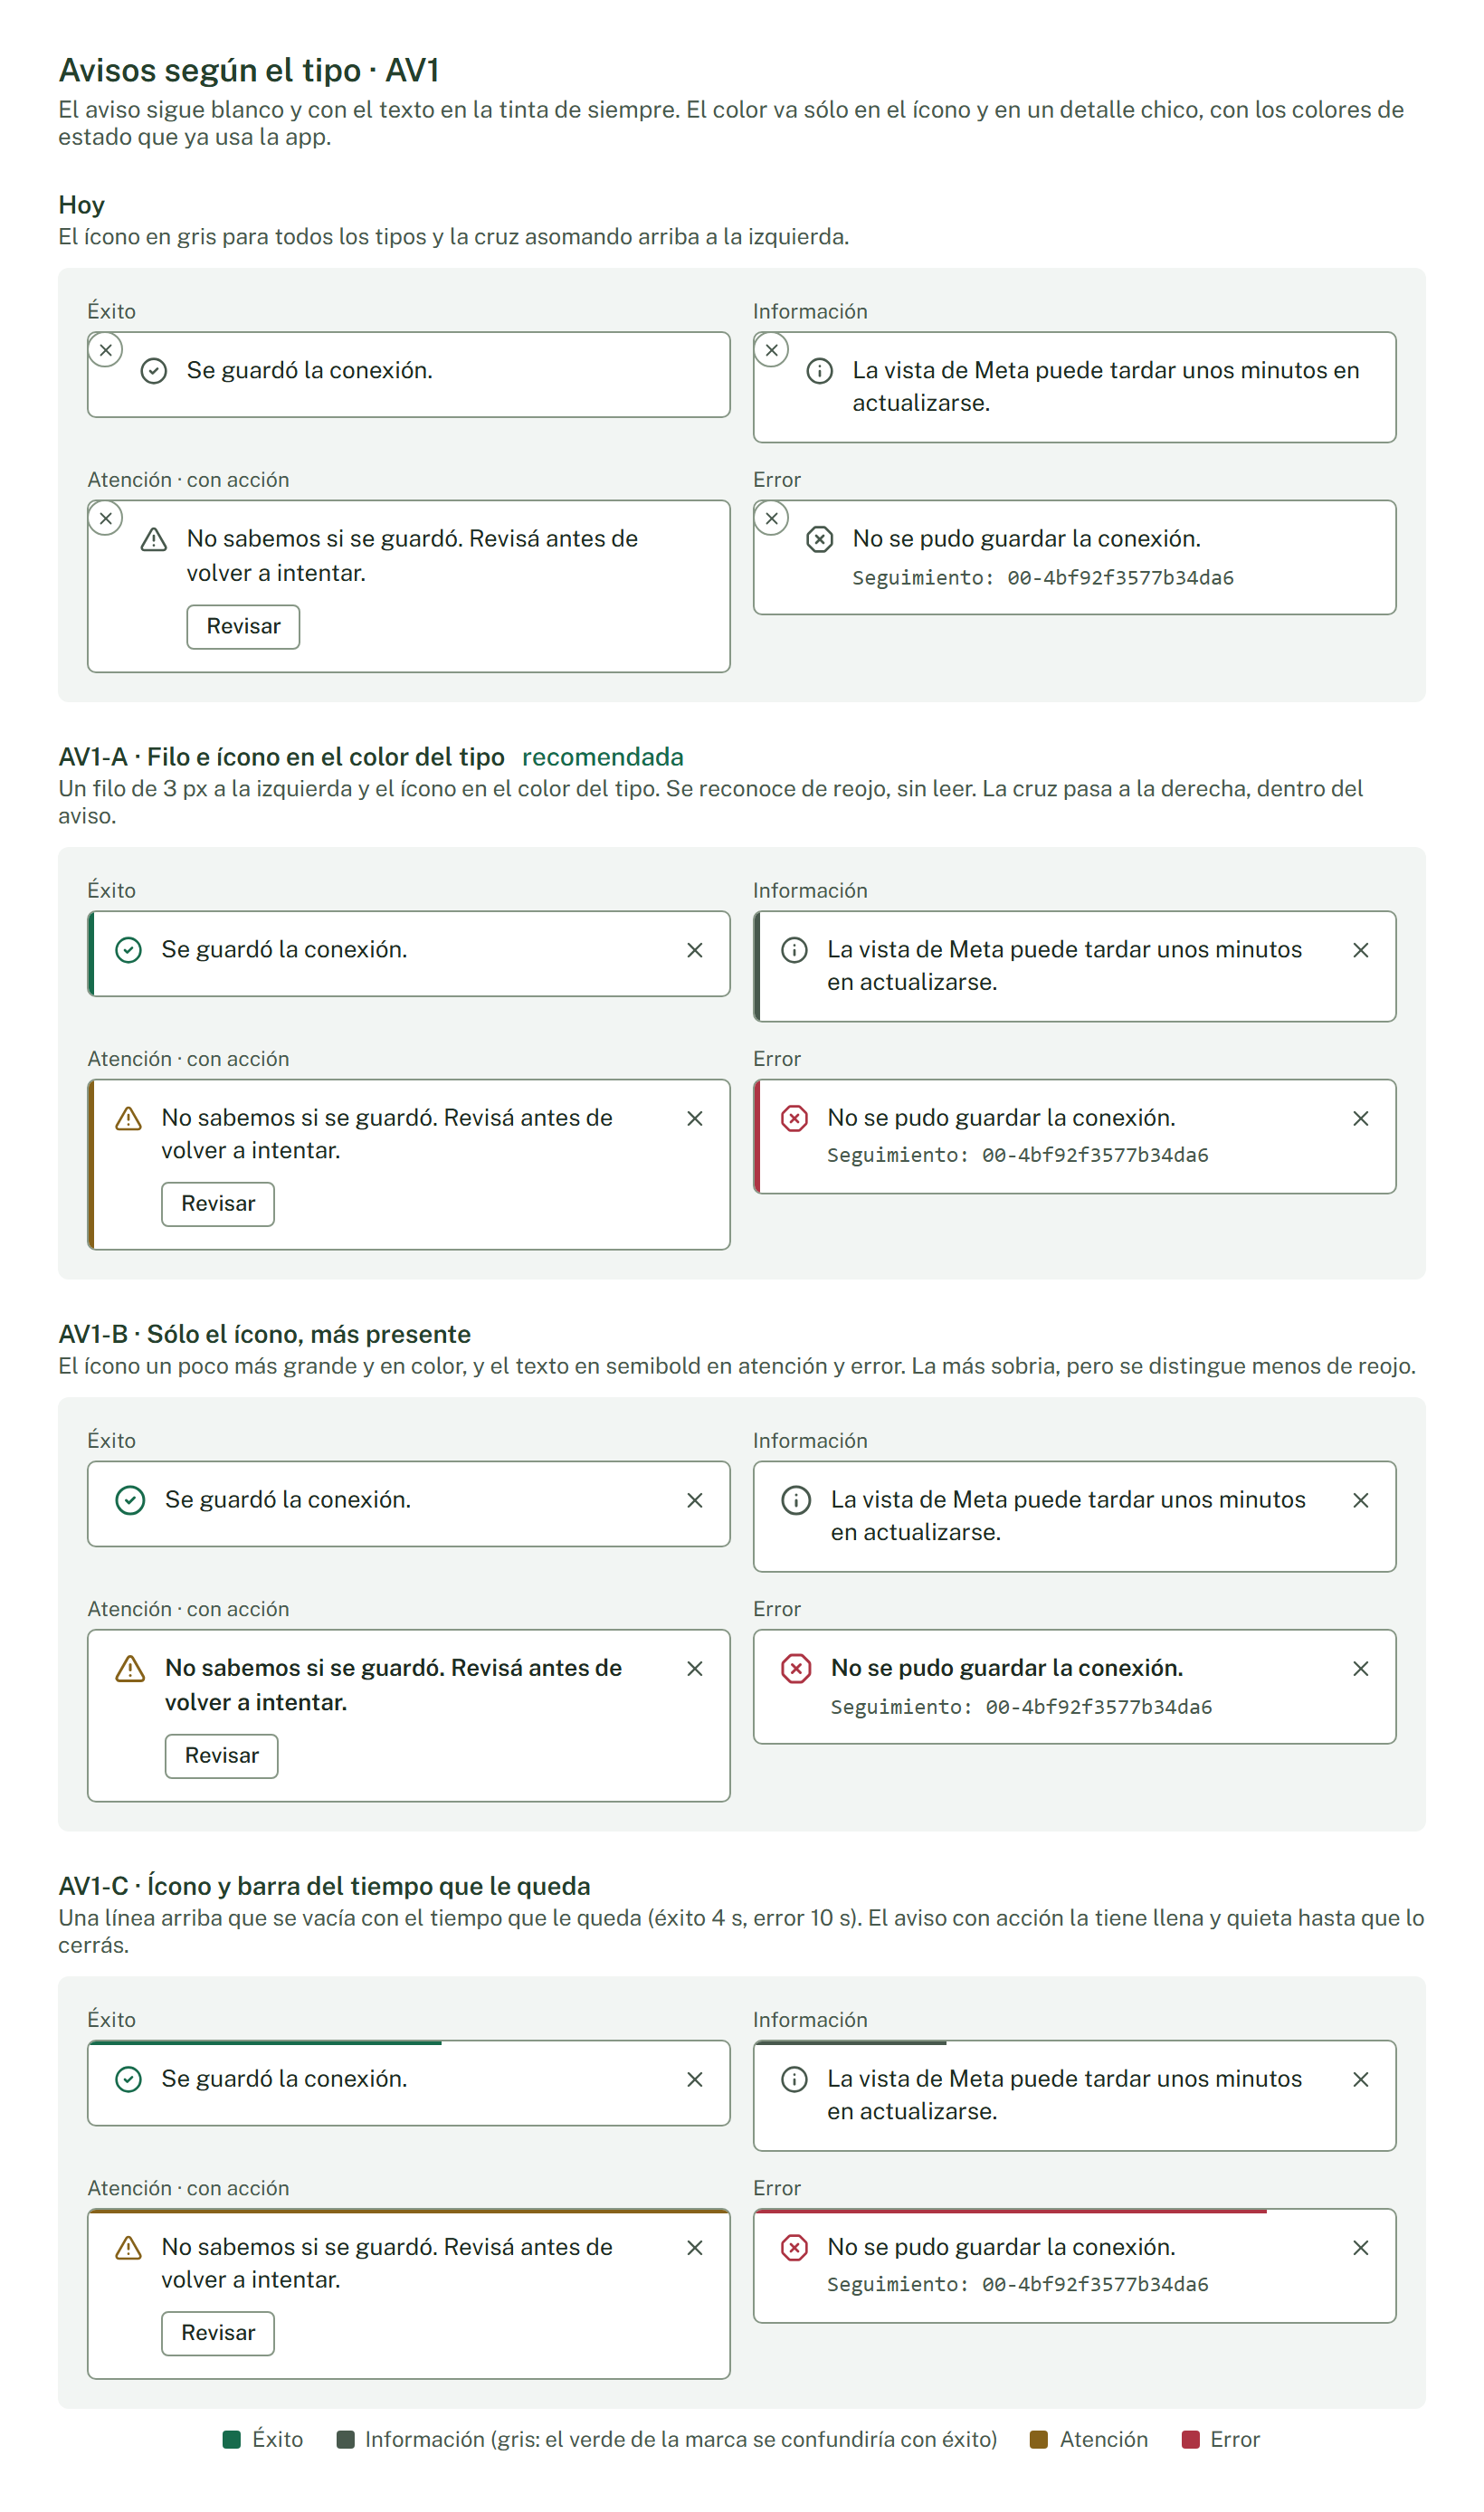 Avisos según el tipo · AV1
El aviso sigue blanco y con el texto en la tinta de siempre. El color va sólo en el ícono y en un detalle chico, con los colores de
estado que ya usa la app.
Hoy
El ícono en gris para todos los tipos y la cruz asomando arriba a la izquierda.
Éxito
Se guardó la conexión.
Información
La vista de Meta puede tardar unos minutos en
actualizarse.
Atención · con acción
No sabemos si se guardó. Revisá antes de
volver a intentar.
Revisar
Error
No se pudo guardar la conexión.
Seguimiento: 00-4bf92f3577b34da6
AV1-A · Filo e ícono en el color del tipo recomendada
Un filo de 3 px a la izquierda y el ícono en el color del tipo. Se reconoce de reojo, sin leer. La cruz pasa a la derecha, dentro del
aviso.
Éxito
Se guardó la conexión.
Información
La vista de Meta puede tardar unos minutos
en actualizarse.
Atención · con acción
No sabemos si se guardó. Revisá antes de
volver a intentar.
Revisar
Error
No se pudo guardar la conexión.
Seguimiento: 00-4bf92f3577b34da6
AV1-B · Sólo el ícono, más presente
El ícono un poco más grande y en color, y el texto en semibold en atención y error. La más sobria, pero se distingue menos de reojo.
Éxito
Se guardó la conexión.
Información
La vista de Meta puede tardar unos minutos
en actualizarse.
Atención · con acción
No sabemos si se guardó. Revisá antes de
volver a intentar.
Revisar
Error
No se pudo guardar la conexión.
Seguimiento: 00-4bf92f3577b34da6
AV1-C · Ícono y barra del tiempo que le queda
Una línea arriba que se vacía con el tiempo que le queda (éxito 4 s, error 10 s). El aviso con acción la tiene llena y quieta hasta que lo
cerrás.
Éxito
Se guardó la conexión.
Información
La vista de Meta puede tardar unos minutos
en actualizarse.
Atención · con acción
No sabemos si se guardó. Revisá antes de
volver a intentar.
Revisar
Error
No se pudo guardar la conexión.
Seguimiento: 00-4bf92f3577b34da6
Éxito
Información (gris: el verde de la marca se confundiría con éxito)
Atención
Error